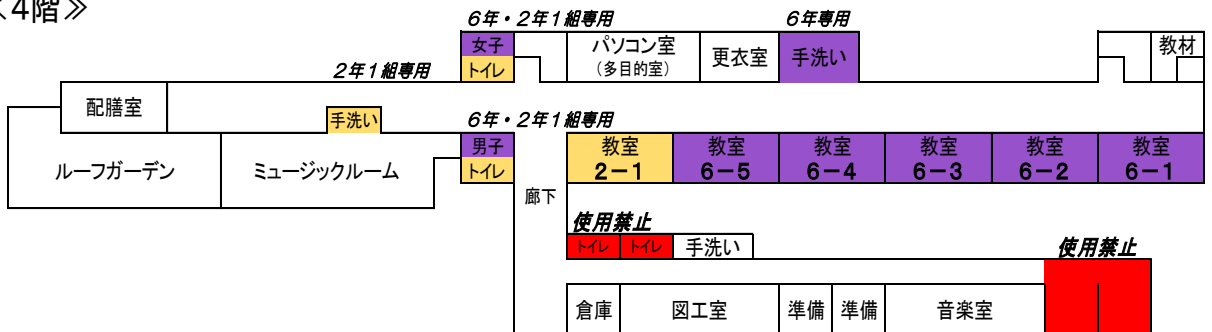 ≪4階≫
6年・2年1組専用
6年専用
女子
トイレ
パソコン室
(多目的室)
更衣室
手洗い
教材
2年1組専用
配膳室
手洗い
6年・2年1組専用
男子
トイレ
教室
2－1
教室
6－5
教室
6－4
教室
6－3
教室
6－2
教室
6－1
ルーフガーデン
ミュージックルーム
廊下
使用禁止
トイレ
トイレ
手洗い
使用禁止
倉庫
図工室
準備
準備
音楽室